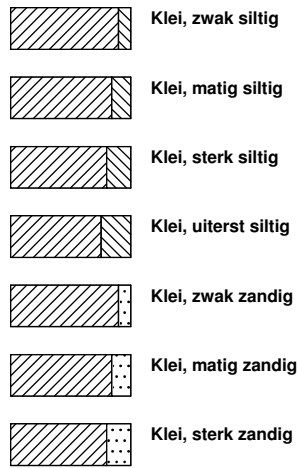 Klei, zwak siltig
Klei, matig siltig
Klei, sterk siltig
Klei, uiterst siltig
Klei, zwak zandig
Klei, matig zandig
Klei, sterk zandig